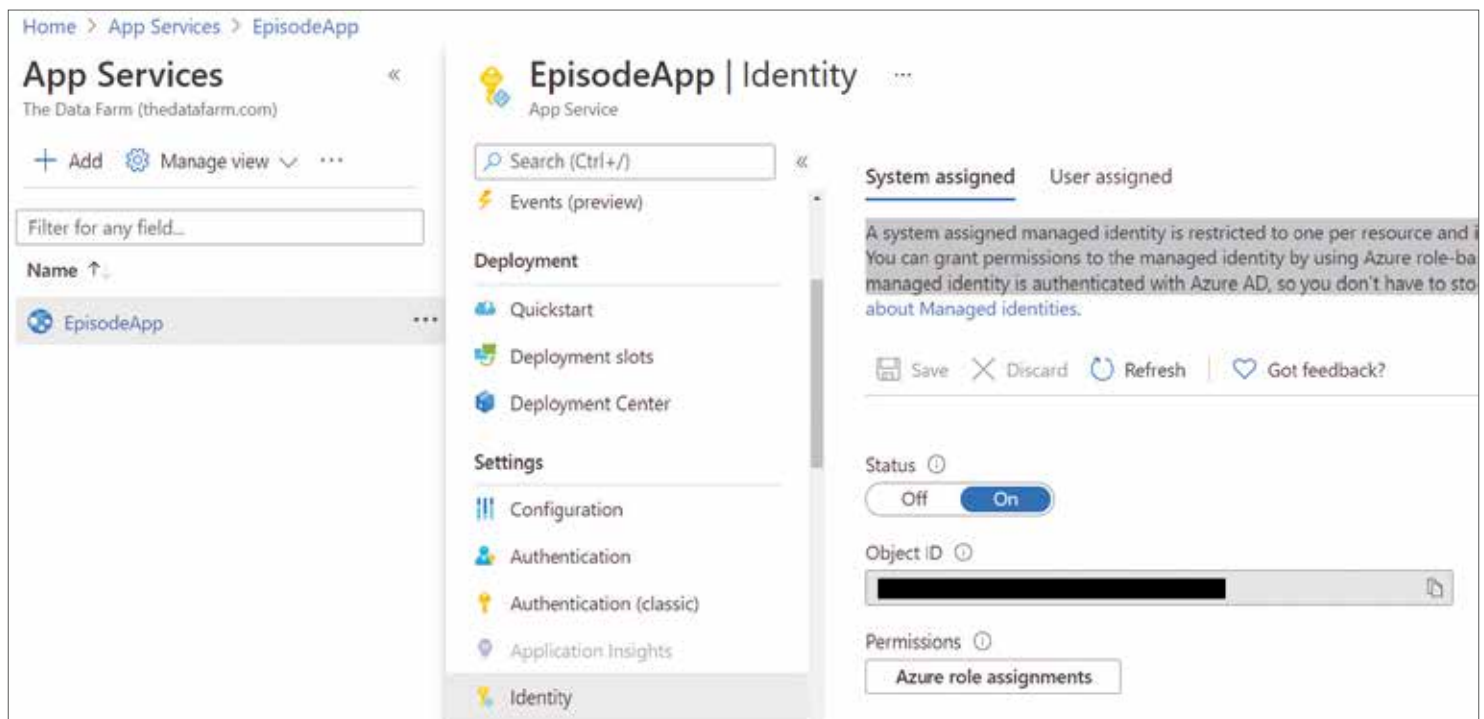 Home > App Services > EpisodeApp
App Services
The Data Farm (thedatafarm.com)
Add Manage view
Filter for any field...
Name ↑
EpisodeApp
EpisodeApp | Identity ...
App Service
Search (Ctrl+/)
Events (preview)
Deployment
Quickstart
Deployment slots
Deployment Center
Settings
Configuration
Authentication
Authentication (classic)
Application Insights
Identity
System assigned User assigned
A system assigned managed identity is restricted to one per resource and i
You can grant permissions to the managed identity by using Azure role-ba
managed identity is authenticated with Azure AD, so you don't have to sto
about Managed identities.
Save Discard Refresh Got feedback?
Status
Off On
Object ID
Permissions
Azure role assignments